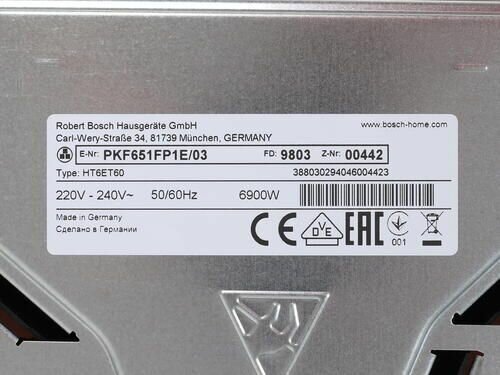 Robert Bosch Hausgeräte GmbH
www.bosch-home.com
Carl-Wery-Straße 34, 81739 München, GERMANY
E-Nr: PKF651FP1E/03 FD: 9803 Z-Nr: 00442
Type: HT6ET60 388030294046004423
220V - 240V~ 50/60Hz 6900W
Made in Germany
Сделано в Германии
CE DVE EAC
001